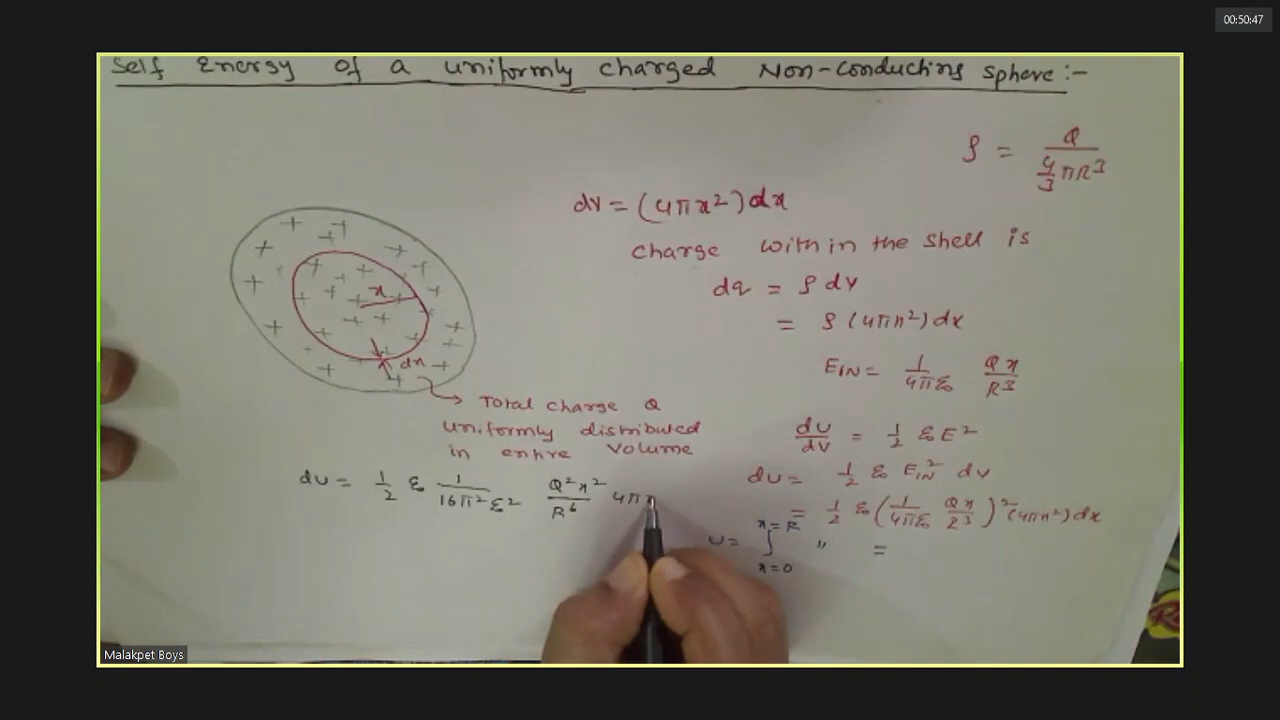 00:50:47
Self Energy of a uniformly charged Non-conducting sphere:-
ρ = Q / (4/3 πR³)
dv = (4πx²)dx
charge with in the shell is
dq = ρ dv
= ρ (4πx²) dx
x
dx
E_IN = 1/4πε₀ Qx/R³
Total charge Q
uniformly distributed
in entire volume
du/dv = 1/2 ε₀ E²
du = 1/2 ε₀ E_IN² dv
= 1/2 ε₀ (1/4πε₀ Qx/R³)² (4πx²) dx
U = ∫ x=0 x=R " =
du = 1/2 ε₀ 1/16π²ε₀² Q²x²/R⁶ 4π
Malakpet Boys